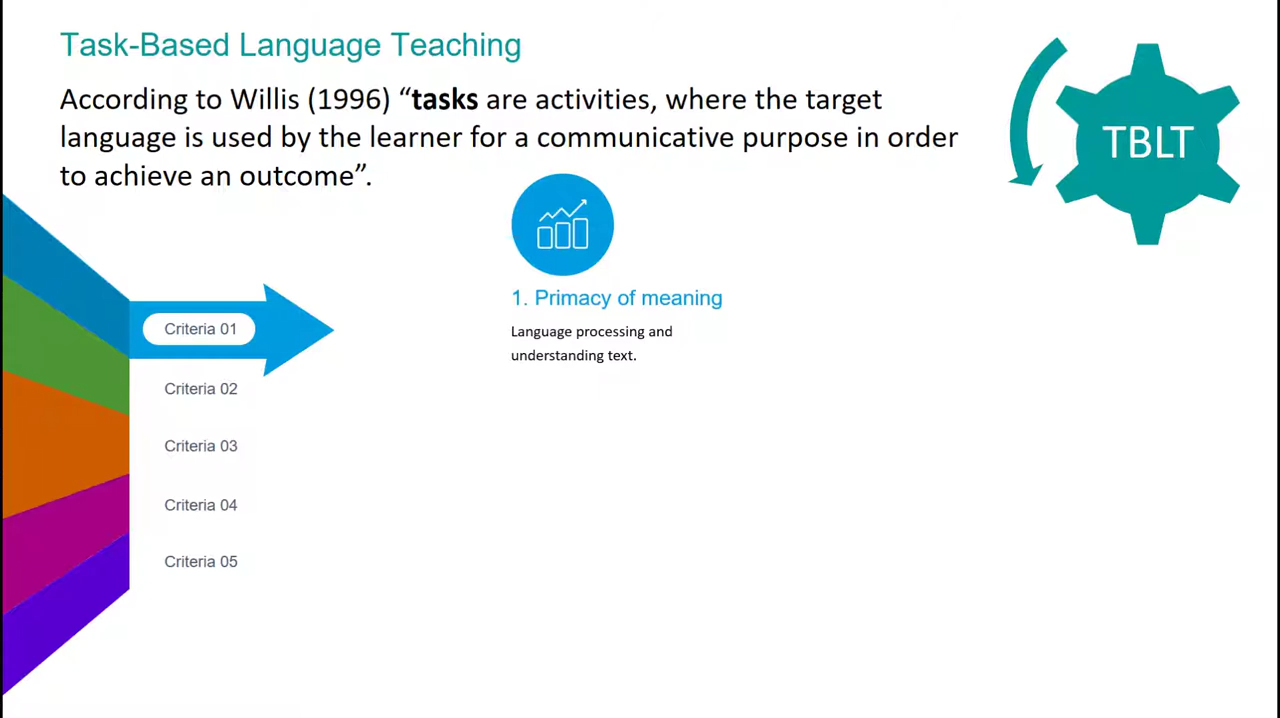 Task-Based Language Teaching
According to Willis (1996) “tasks are activities, where the target
language is used by the learner for a communicative purpose in order
to achieve an outcome”.
TBLT
1. Primacy of meaning
Language processing and
understanding text.
Criteria 01
Criteria 02
Criteria 03
Criteria 04
Criteria 05